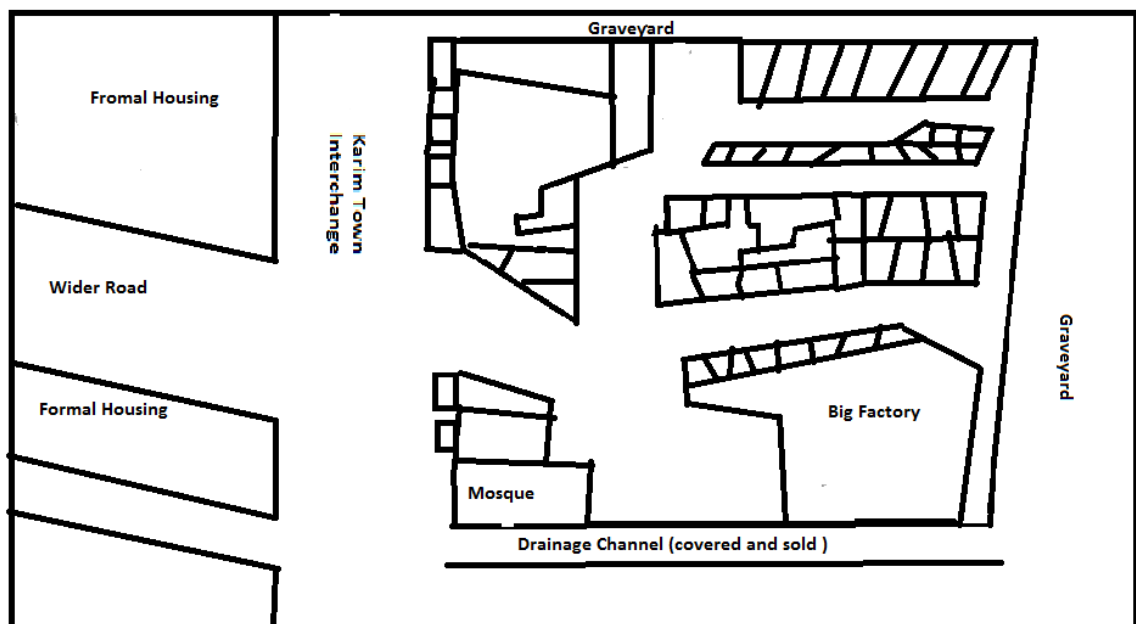 Graveyard
Fromal Housing
Karim Town
Interchange
Wider Road
Graveyard
Formal Housing
Big Factory
Mosque
Drainage Channel (covered and sold )